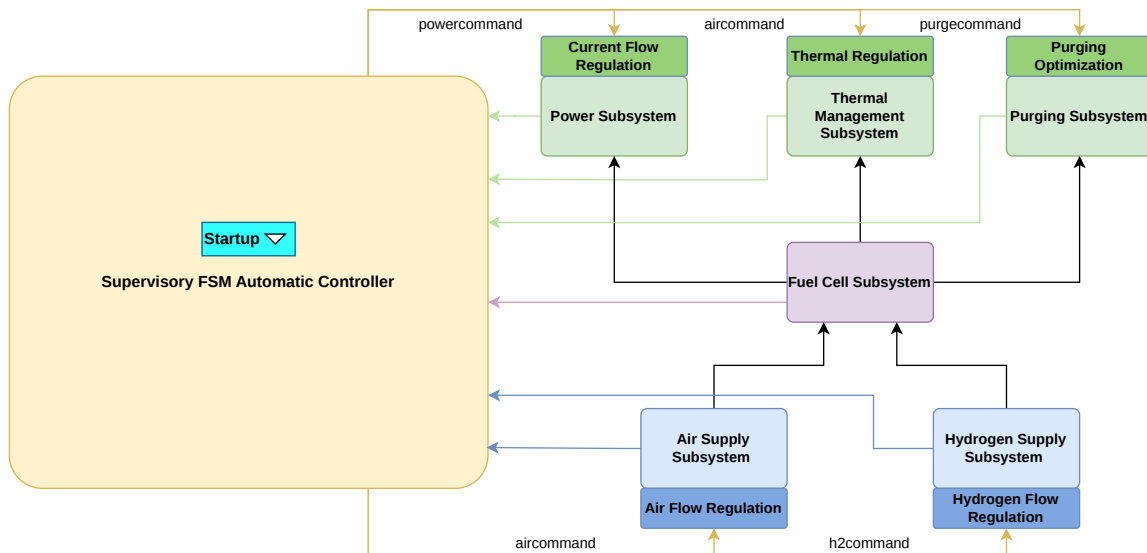 powercommand
aircommand
purgecommand
Current Flow
Regulation
Thermal Regulation
Purging
Optimization
Power Subsystem
Thermal
Management
Subsystem
Purging Subsystem
Startup
Supervisory FSM Automatic Controller
Fuel Cell Subsystem
Air Supply
Subsystem
Hydrogen Supply
Subsystem
Air Flow Regulation
Hydrogen Flow
Regulation
aircommand
h2command